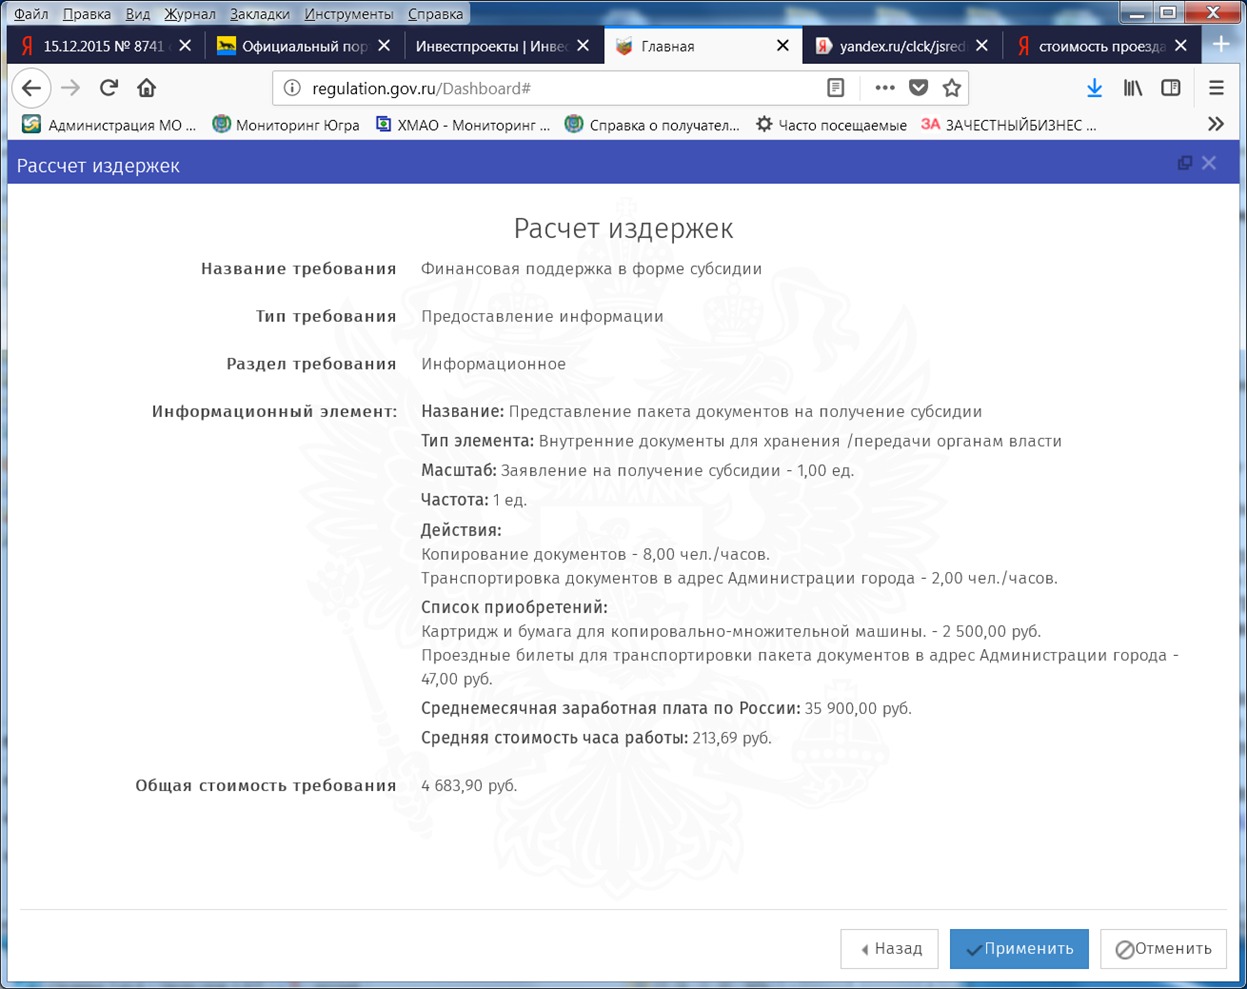 Файл Правка Вид Журнал Закладки Инструменты Справка
15.12.2015 № 8741
Официальный пор
Инвестпроекты | Инвес
Главная
yandex.ru/clck/jsred
стоимость проезда
regulation.gov.ru/Dashboard#
Администрация МО ... Мониторинг Югра ХМАО - Мониторинг ... Справка о получател... Часто посещаемые ЗА ЗАЧЕСТНЫЙБИЗНЕС ...
Рассчет издержек
Расчет издержек
Название требования Финансовая поддержка в форме субсидии
Тип требования Предоставление информации
Раздел требования Информационное
Информационный элемент: Название: Представление пакета документов на получение субсидии
Тип элемента: Внутренние документы для хранения /передачи органам власти
Масштаб: Заявление на получение субсидии - 1,00 ед.
Частота: 1 ед.
Действия:
Копирование документов - 8,00 чел./часов.
Транспортировка документов в адрес Администрации города - 2,00 чел./часов.
Список приобретений:
Картридж и бумага для копировально-множительной машины. - 2 500,00 руб.
Проездные билеты для транспортировки пакета документов в адрес Администрации города -
47,00 руб.
Среднемесячная заработная плата по России: 35 900,00 руб.
Средняя стоимость часа работы: 213,69 руб.
Общая стоимость требования 4 683,90 руб.
Назад Применить Отменить